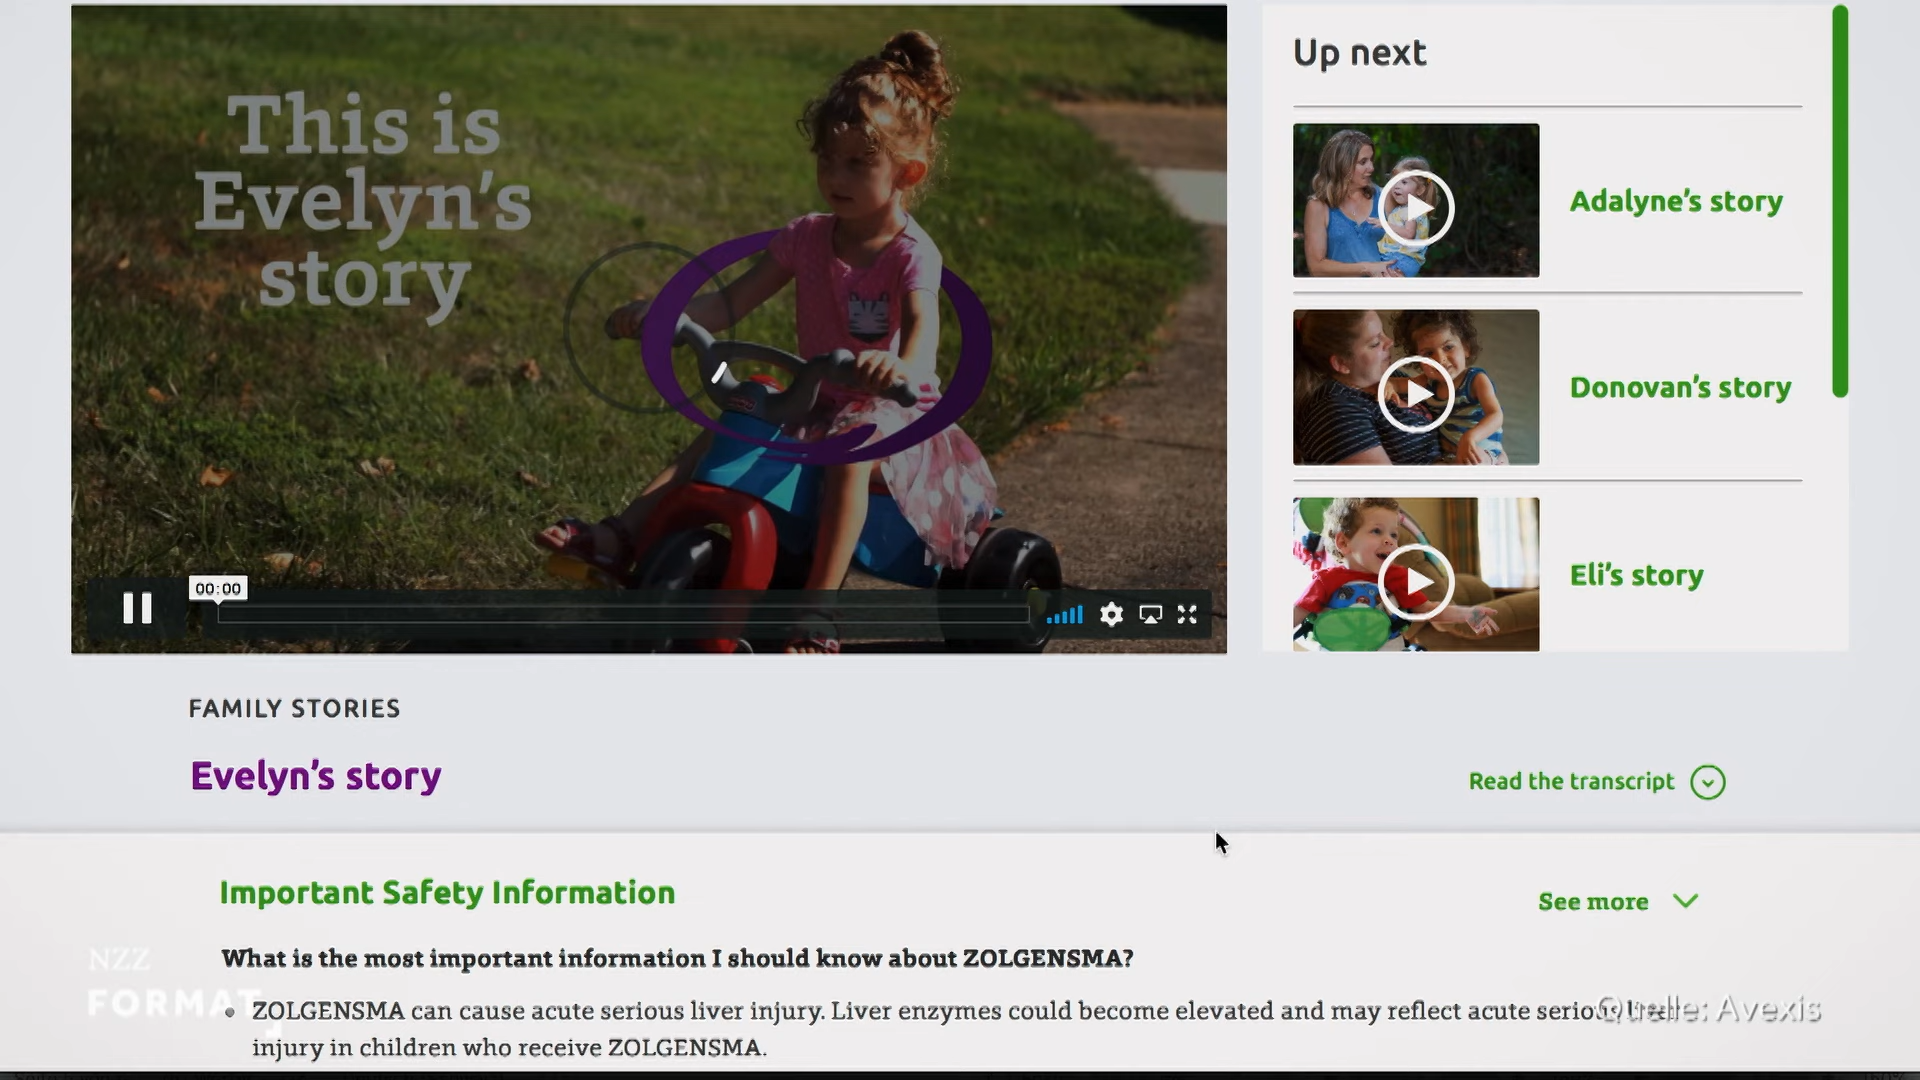 This is
Evelyn's
story
00:00
Up next
Adalyne's story
Donovan's story
Eli's story
FAMILY STORIES
Evelyn's story
Read the transcript
Important Safety Information
See more
What is the most important information I should know about ZOLGENSMA?
• ZOLGENSMA can cause acute serious liver injury. Liver enzymes could become elevated and may reflect acute serious liver
injury in children who receive ZOLGENSMA.
NZZ
FORMAT
Quelle: Avexis